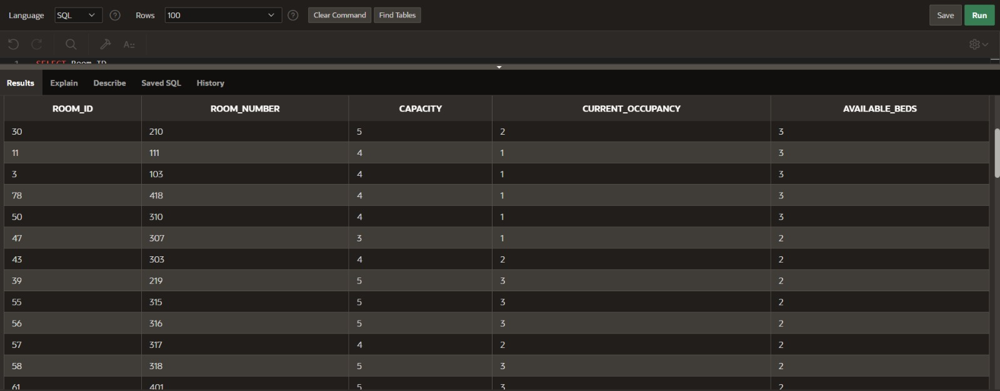 Language SQL ? Rows 100 ? Clear Command Find Tables Save Run
A
1 SELECT Room_ID
Results Explain Describe Saved SQL History
ROOM_ID ROOM_NUMBER CAPACITY CURRENT_OCCUPANCY AVAILABLE_BEDS
30 210 5 2 3
11 111 4 1 3
3 103 4 1 3
78 418 4 1 3
50 310 4 1 3
47 307 3 1 2
43 303 4 2 2
39 219 5 3 2
55 315 5 3 2
56 316 5 3 2
57 317 4 2 2
58 318 5 3 2
61 401 5 3 2